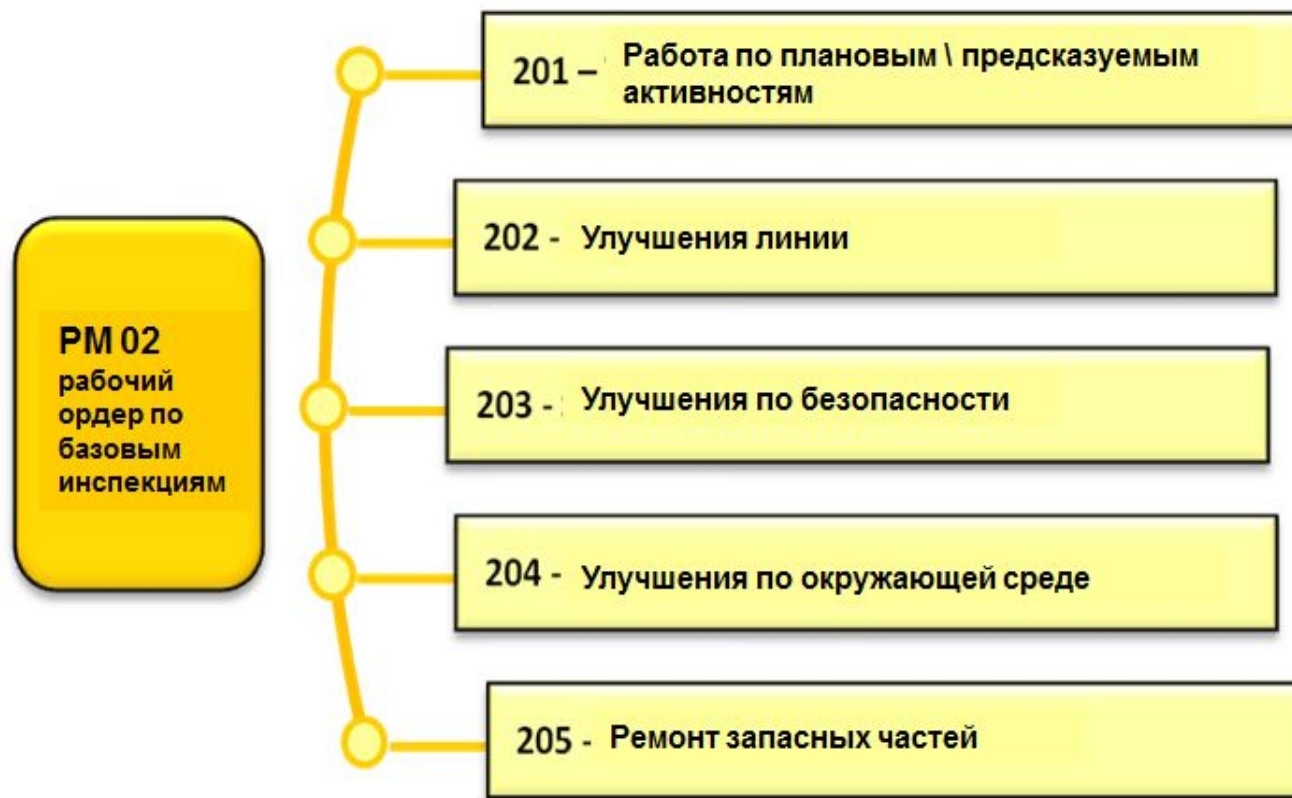 PM 02
рабочий
ордер по
базовым
инспекциям
201 – Работа по плановым \ предсказуемым
активностям
202 - Улучшения линии
203 - Улучшения по безопасности
204 - Улучшения по окружающей среде
205 - Ремонт запасных частей